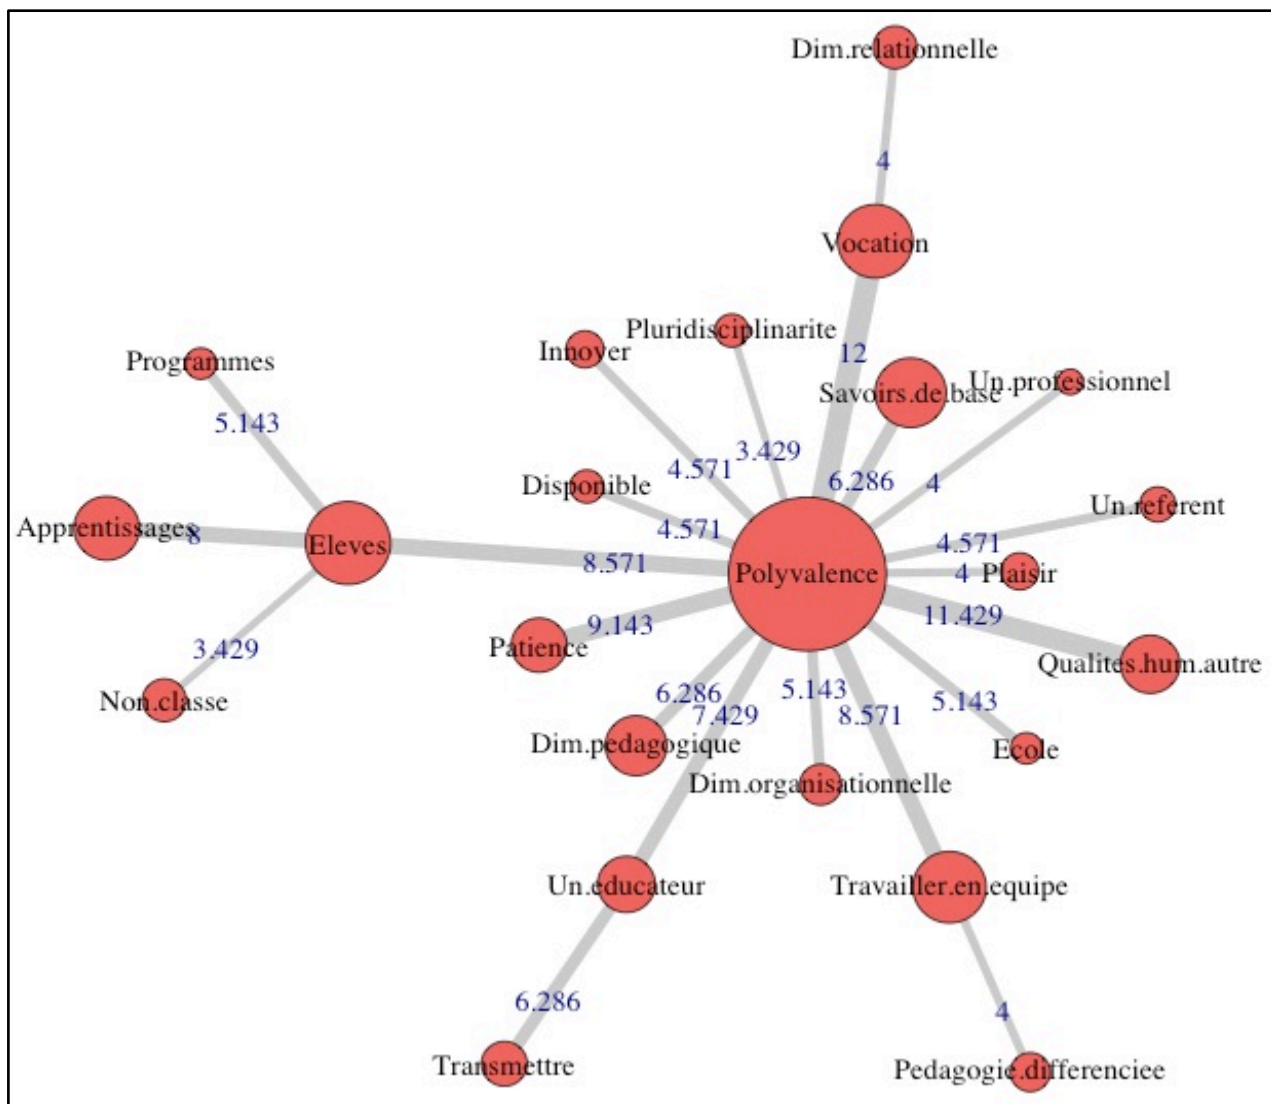 Dim.relationnelle
4
Vocation
Pluridisciplinarite
Innover
12
Programmes
Un.professionnel
Savoirs.de.base
5.143
3.429
4.571
6.286
4
Disponible
Un.referent
Apprentissages
8
4.571
4.571
Eleves
8.571
Polyvalence
4
Plaisir
11.429
9.143
Patience
3.429
Qualites.hum.autre
Non.classe
6.286
5.143
5.143
7.429
8.571
Dim.pedagogique
Ecole
Dim.organisationnelle
Un.educateur
Travailler.en.equipe
6.286
4
Transmettre
Pedagogie.differenciee